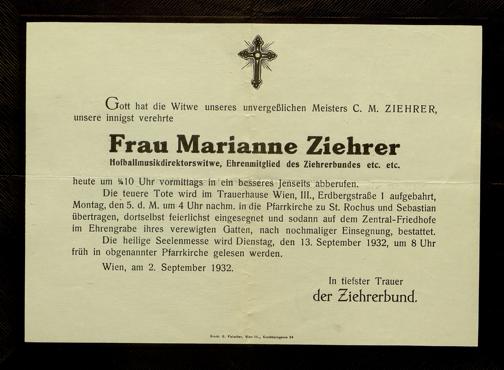 Gott hat die Witwe unseres unvergeßlichen Meisters C. M. ZIEHRER,
unsere innigst verehrte
Frau Marianne Ziehrer
Hofballmusikdirektorswitwe, Ehrenmitglied des Ziehrerbundes etc. etc.
heute um ¾10 Uhr vormittags in ein besseres Jenseits abberufen.
Die teuere Tote wird im Trauerhause Wien, III., Erdbergstraße 1 aufgebahrt,
Montag, den 5. d. M. um 4 Uhr nachm. in die Pfarrkirche zu St. Rochus und Sebastian
übertragen, dortselbst feierlichst eingesegnet und sodann auf dem Zentral-Friedhofe
im Ehrengrabe ihres verewigten Gatten, nach nochmaliger Einsegnung, bestattet.
Die heilige Seelenmesse wird Dienstag, den 13. September 1932, um 8 Uhr
früh in obgenannter Pfarrkirche gelesen werden.
Wien, am 2. September 1932.
In tiefster Trauer
der Ziehrerbund.